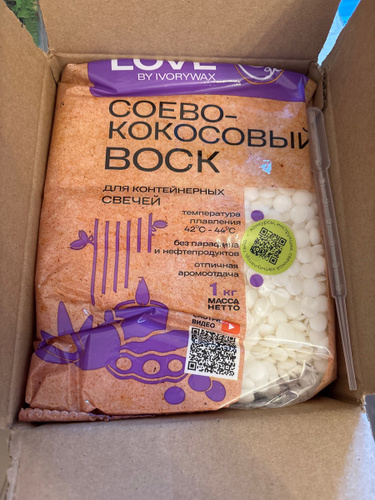 LOVE
BY IVORYWAX
СОЕВО-
КОКОСОВЫЙ
ВОСК
ДЛЯ КОНТЕЙНЕРНЫХ
СВЕЧЕЙ
температура
плавления
42°C - 44°C
без парафина
и нефтепродуктов
отличная
аромоотдача
1 КГ
МАССА
НЕТТО
ВИДЕО